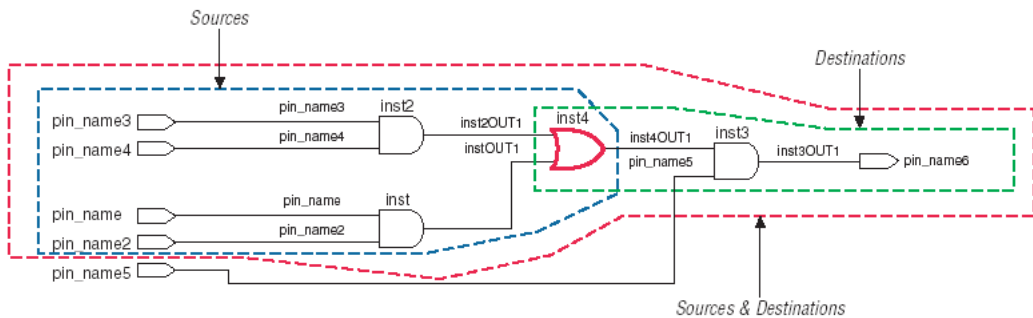 Sources
Destinations
pin_name3 inst2
pin_name3
inst2OUT1 inst4
pin_name4
pin_name4
instOUT1
inst4OUT1 inst3
pin_name5
inst3OUT1
pin_name6
pin_name inst
pin_name
pin_name2
pin_name2
pin_name5
Sources & Destinations